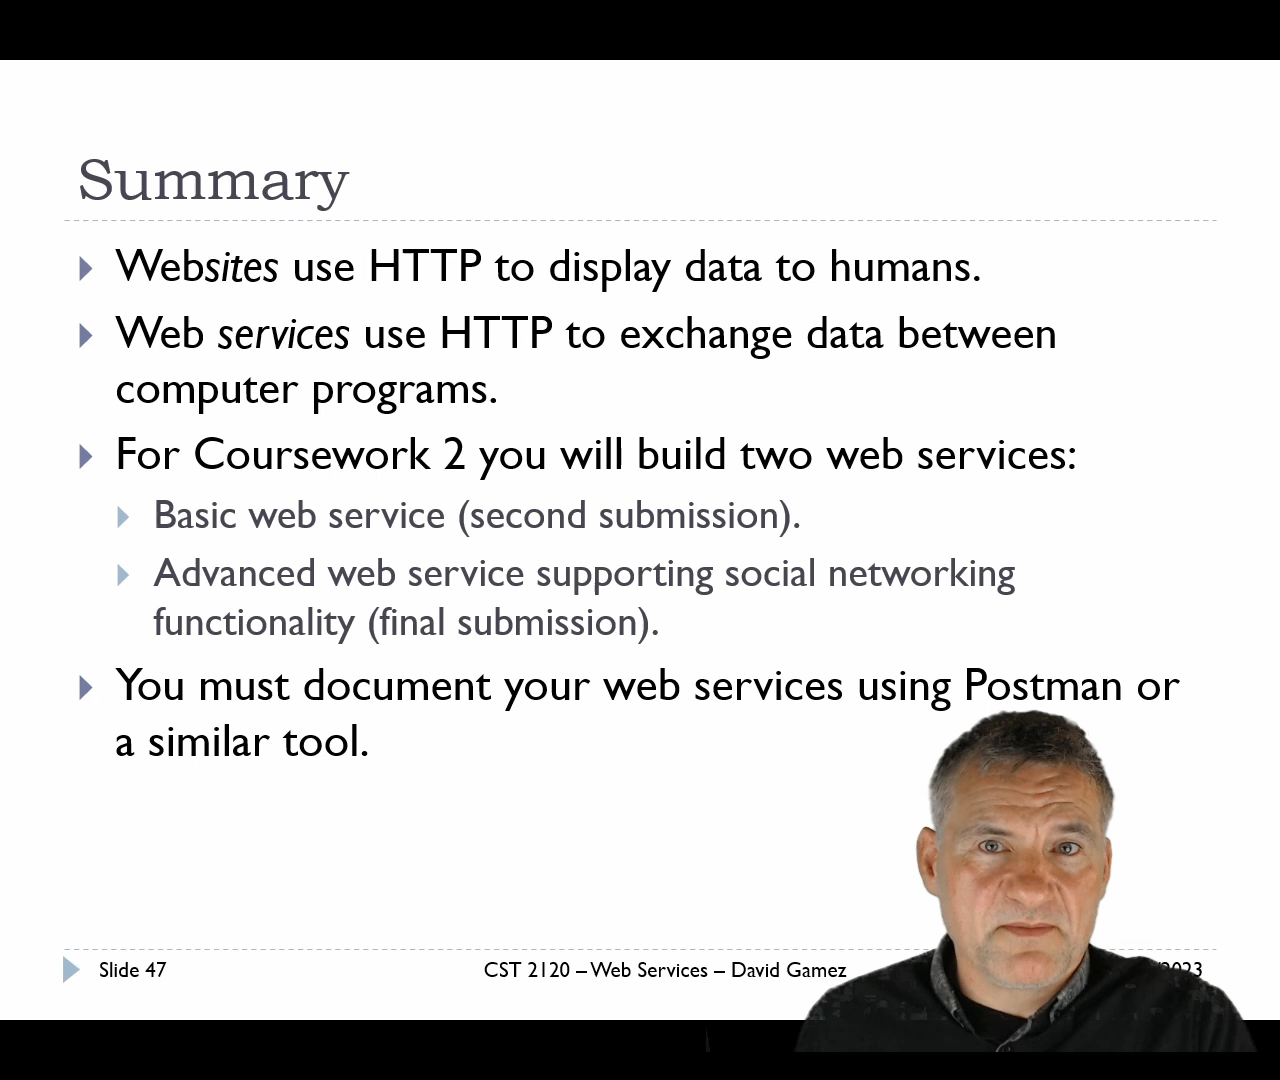 Summary
Websites use HTTP to display data to humans.
Web services use HTTP to exchange data between
computer programs.
For Coursework 2 you will build two web services:
Basic web service (second submission).
Advanced web service supporting social networking
functionality (final submission).
You must document your web services using Postman or
a similar tool.
Slide 47
CST 2120 – Web Services – David Gamez
2023